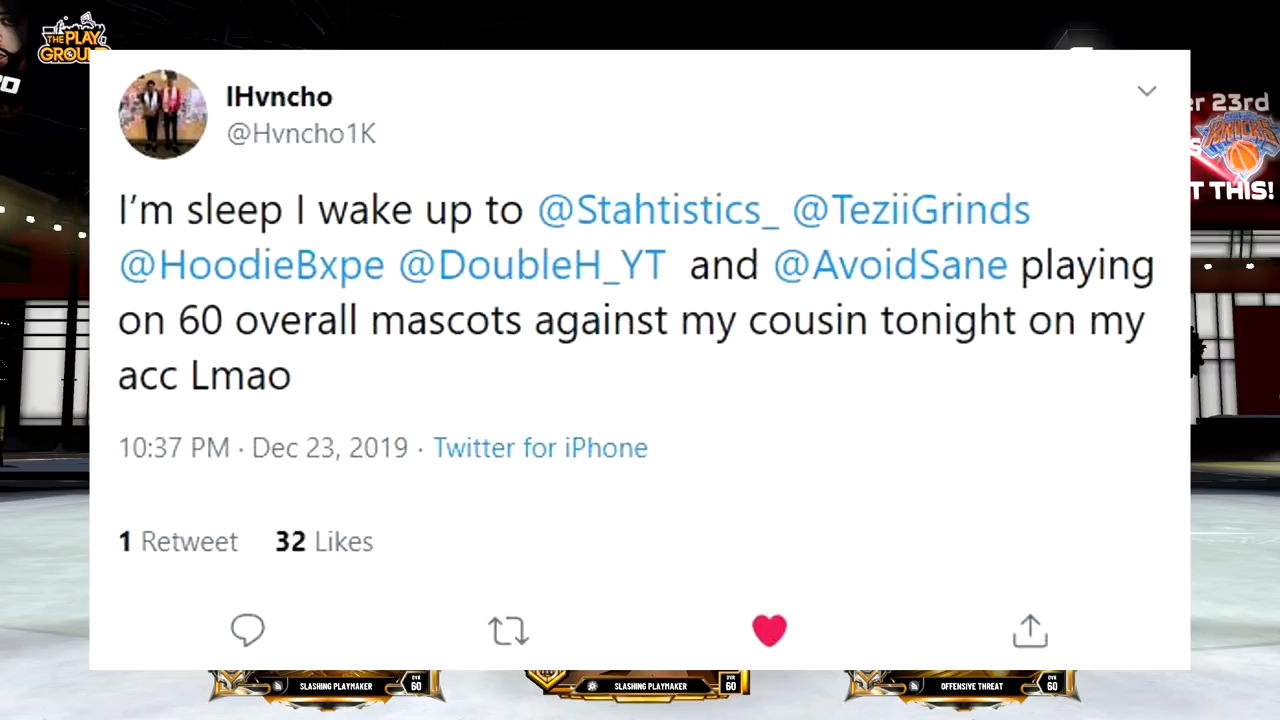 THE PLAY
GROUND
er 23rd
KNICKS
T THIS!
IHvncho
@Hvncho1K
I’m sleep I wake up to @Stahtistics_ @TeziiGrinds
@HoodieBxpe @DoubleH_YT and @AvoidSane playing
on 60 overall mascots against my cousin tonight on my
acc Lmao
10:37 PM · Dec 23, 2019 · Twitter for iPhone
1 Retweet 32 Likes
SLASHING PLAYMAKER OVR 60
SLASHING PLAYMAKER OVR 60
OFFENSIVE THREAT OVR 60